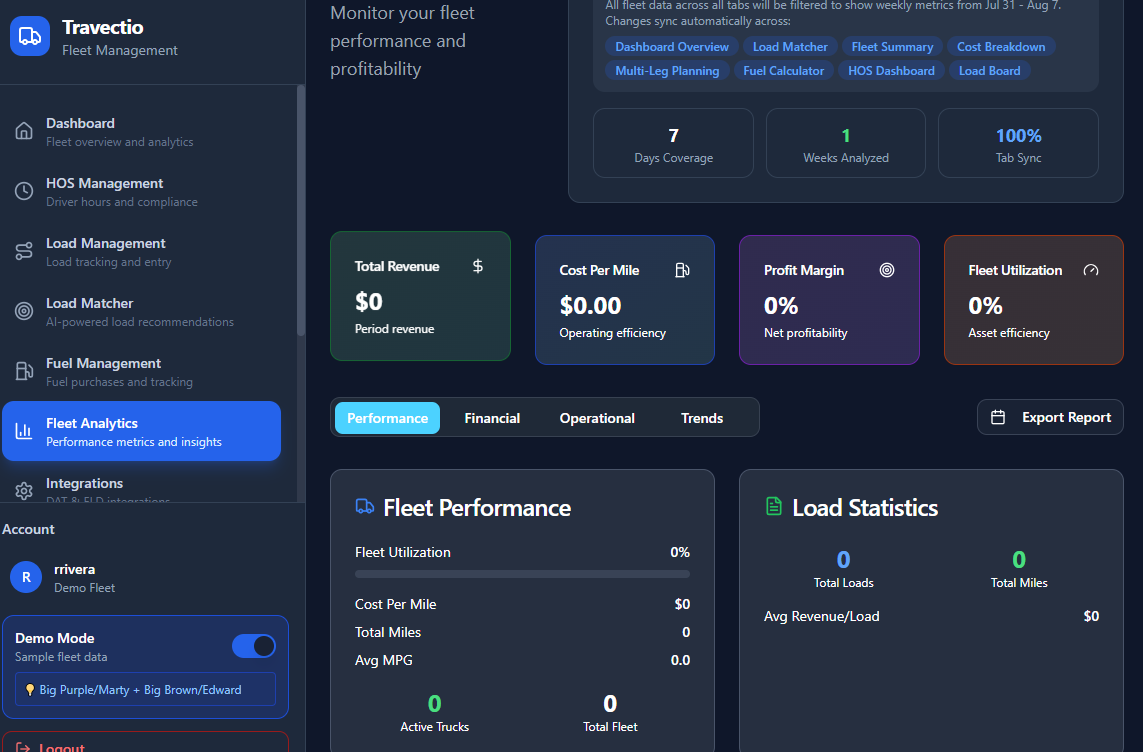 Travectio
Fleet Management
Dashboard
Fleet overview and analytics
HOS Management
Driver hours and compliance
Load Management
Load tracking and entry
Load Matcher
AI-powered load recommendations
Fuel Management
Fuel purchases and tracking
Fleet Analytics
Performance metrics and insights
Integrations
DAT & ELD integrations
Account
R
rrivera
Demo Fleet
Demo Mode
Sample fleet data
Big Purple/Marty + Big Brown/Edward
Logout
Monitor your fleet
performance and
profitability
All fleet data across all tabs will be filtered to show weekly metrics from Jul 31 - Aug 7.
Changes sync automatically across:
Dashboard Overview Load Matcher Fleet Summary Cost Breakdown
Multi-Leg Planning Fuel Calculator HOS Dashboard Load Board
7
Days Coverage
1
Weeks Analyzed
100%
Tab Sync
Total Revenue
$0
Period revenue
Cost Per Mile
$0.00
Operating efficiency
Profit Margin
0%
Net profitability
Fleet Utilization
0%
Asset efficiency
Performance Financial Operational Trends
Export Report
Fleet Performance
Fleet Utilization 0%
Cost Per Mile $0
Total Miles 0
Avg MPG 0.0
0
Active Trucks
0
Total Fleet
Load Statistics
0
Total Loads
0
Total Miles
Avg Revenue/Load $0